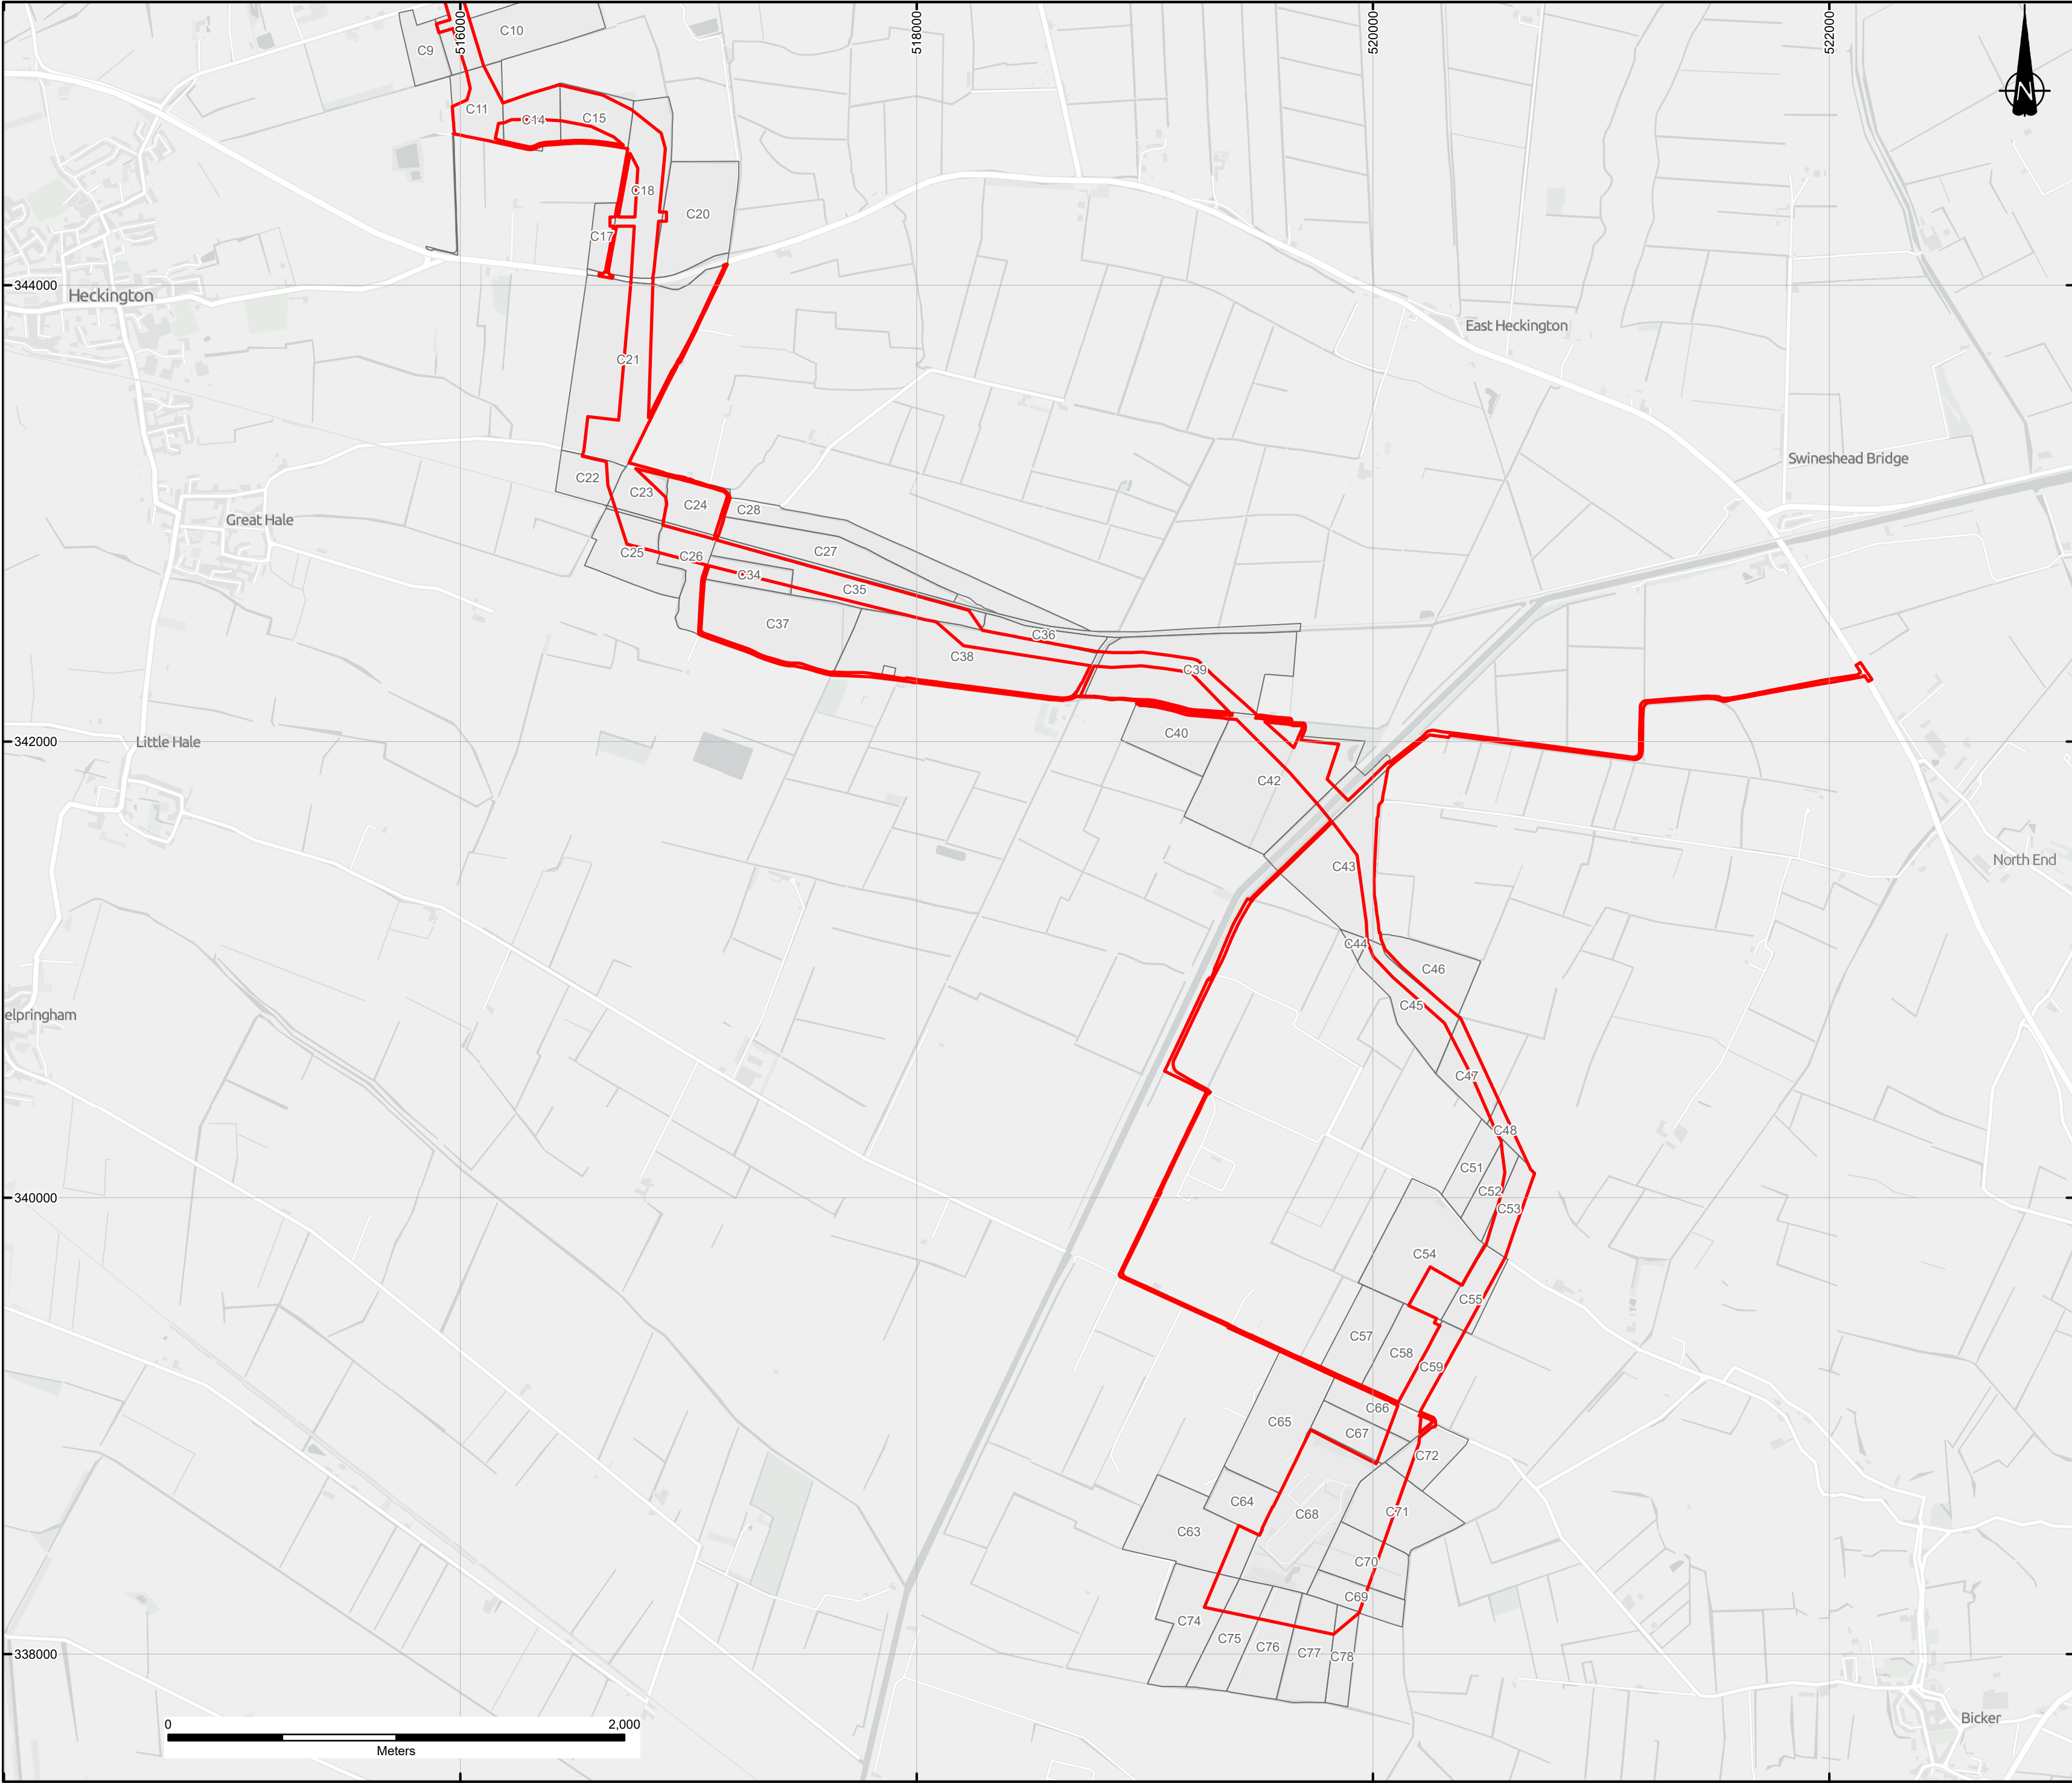 516000
518000
520000
522000
N
C9
C10
C11
C14
C15
C18
C20
C17
344000
Heckington
East Heckington
C21
Swineshead Bridge
C22
C23
C24
C28
Great Hale
C25
C26
C27
C34
C35
C37
C36
C38
C39
342000
Little Hale
C40
C42
C43
North End
C44
C46
C45
elpringham
C47
C48
C51
C52
340000
C53
C54
C55
C57
C58
C59
C66
C65
C67
C72
C64
C68
C71
C63
C70
C69
C74
C75
C76
C77
C78
338000
Bicker
0 2,000
Meters